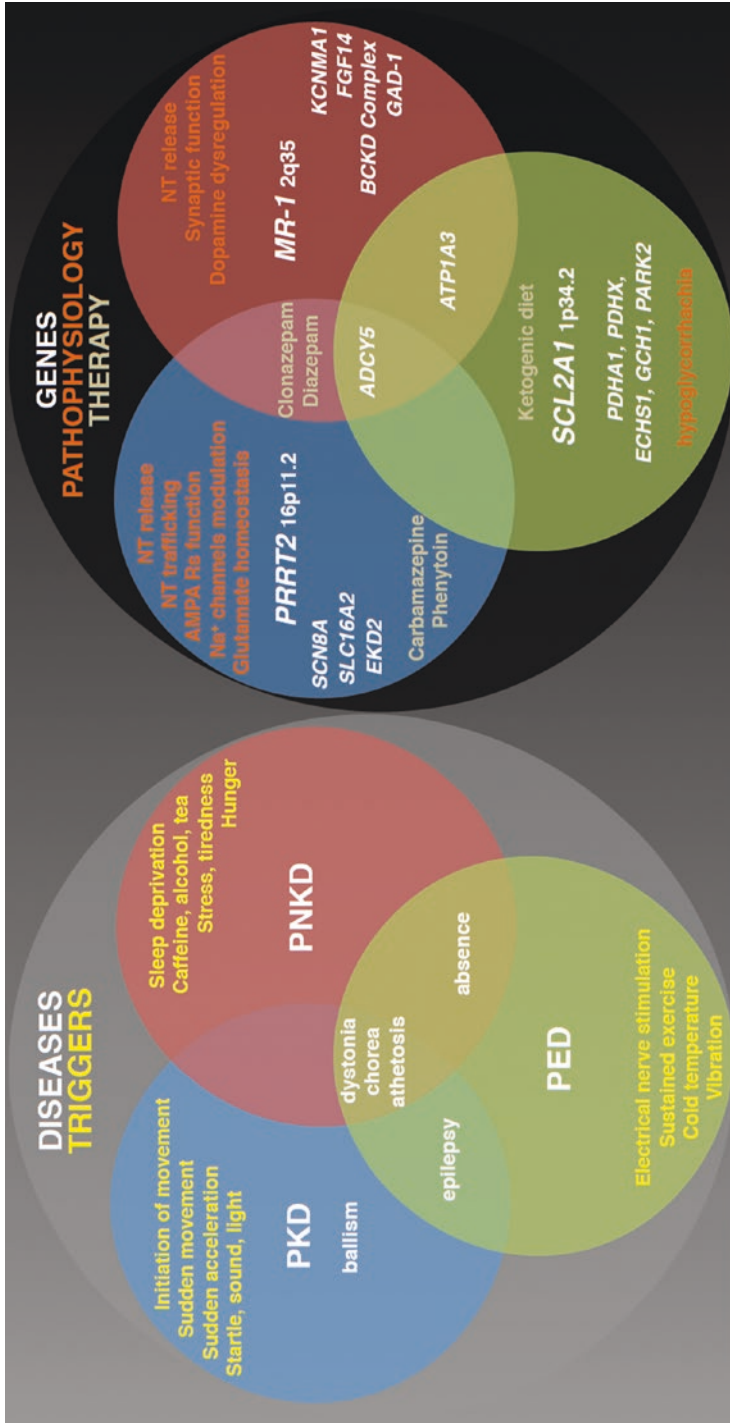 DISEASES
TRIGGERS
Initiation of movement
Sudden movement
Sudden acceleration
Startle, sound, light
PKD
ballism
Sleep deprivation
Caffeine, alcohol, tea
Stress, tiredness
Hunger
PNKD
dystonia
chorea
athetosis
epilepsy
absence
PED
Electrical nerve stimulation
Sustained exercise
Cold temperature
Vibration
GENES
PATHOPHYSIOLOGY
THERAPY
NT release
NT trafficking
AMPA Rs function
Na⁺ channels modulation
Glutamate homeostasis
PRRT2 16p11.2
SCN8A
SLC16A2
EKD2
Carbamazepine
Phenytoin
NT release
Synaptic function
Dopamine dysregulation
MR-1 2q35
KCNMA1
FGF14
BCKD Complex
GAD-1
Clonazepam
Diazepam
ADCY5
ATP1A3
Ketogenic diet
SCL2A1 1p34.2
PDHA1, PDHX,
ECHS1, GCH1, PARK2
hypoglycorrhachia